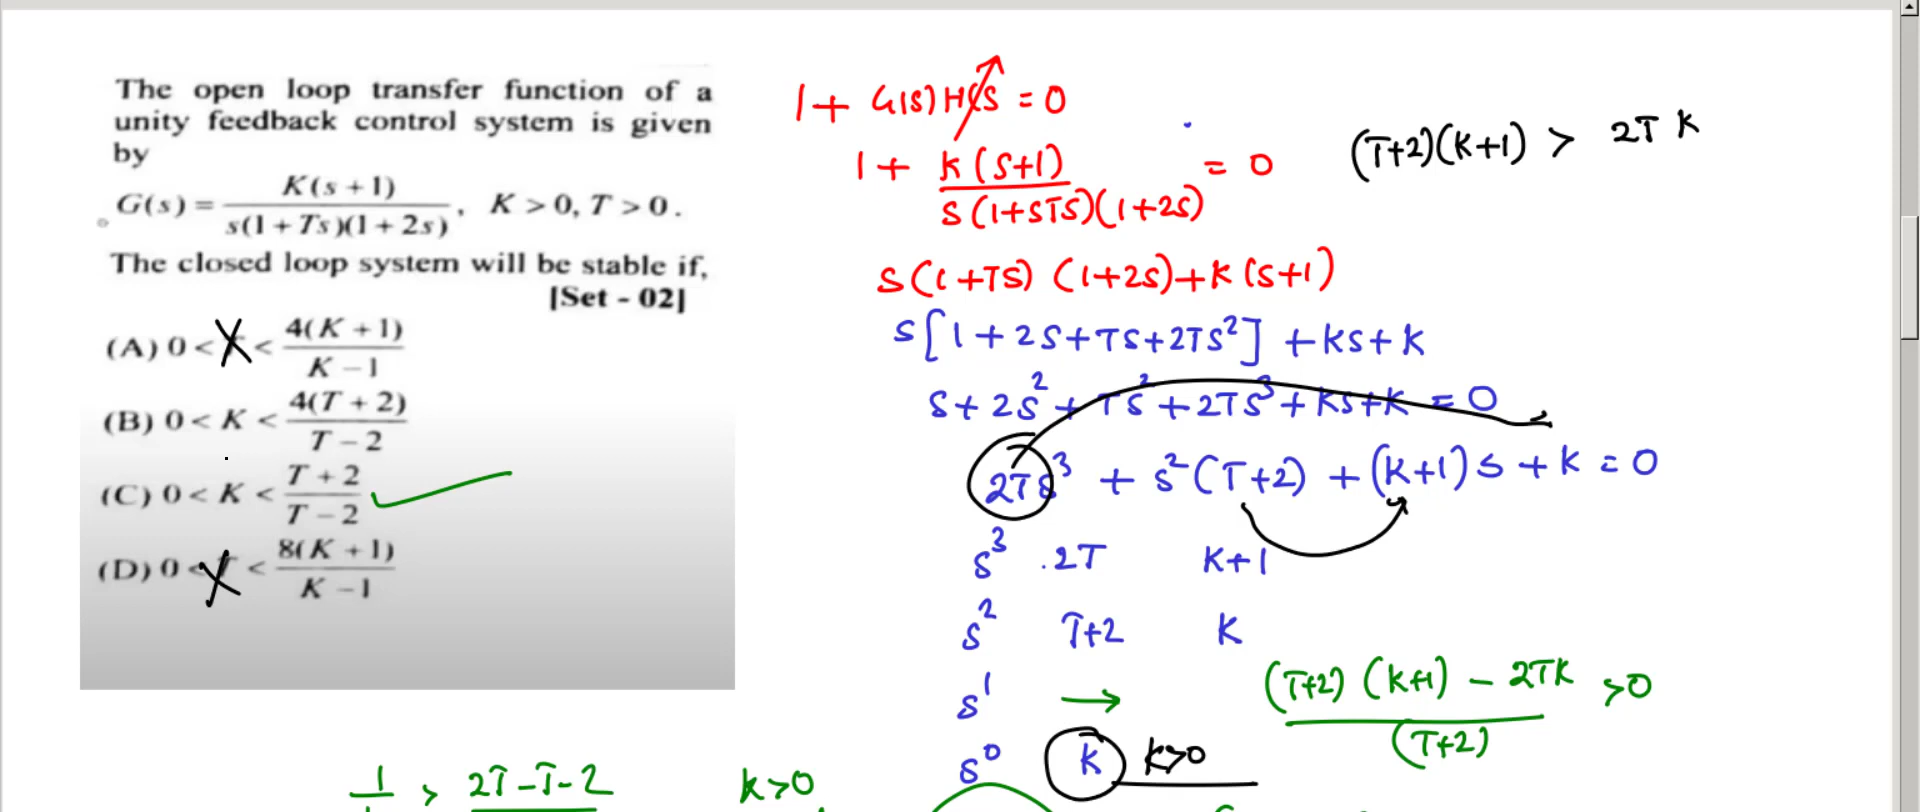 The open loop transfer function of a
unity feedback control system is given
by
G(s) = K(s + 1) / s(1 + Ts)(1 + 2s), K > 0, T > 0.
The closed loop system will be stable if,
[Set - 02]
(A) 0 < < 4(K + 1) / K - 1
(B) 0 < K < 4(T + 2) / T - 2
(C) 0 < K < T + 2 / T - 2 ✓
(D) 0 < < 8(K + 1) / K - 1
1 + G(s) H(s = 0
1 + K (s+1) / s (1+sTs)(1+2s) = 0
s (1+Ts) (1+2s)+K (s+1)
s [1 + 2s + Ts + 2Ts²] + Ks + K
s + 2s² + Ts² + 2Ts³ + Ks + K = 0
2Ts³ + s² (T+2) + (K+1) s + K = 0
s³ .2T K+1
s² T+2 K
s¹ → (T+2) (K+1) - 2TK / (T+2) >0
s⁰ K K>0
(T+2)(K+1) > 2T K
1 > 2T - T - 2 K>0